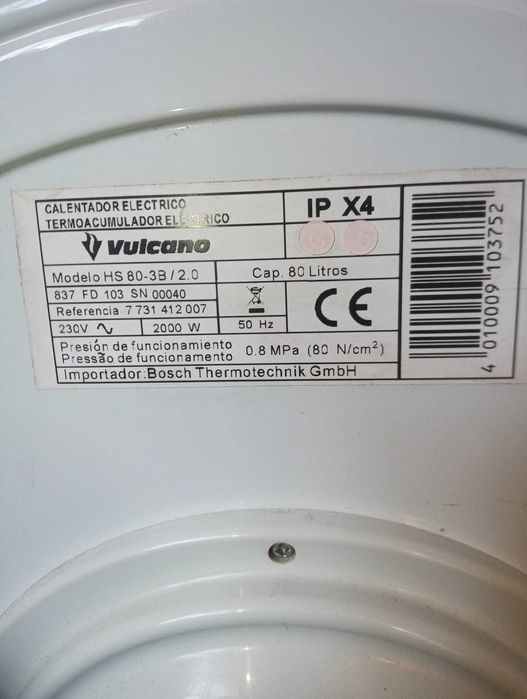 CALENTADOR ELECTRICO
TERMOACUMULADOR ELÉCTRICO
IP X4
Vulcano
Modelo HS 80-3B / 2.0
Cap. 80 Litros
837 FD 103 SN 00040
Referencia 7 731 412 007
230V 2000 W 50 Hz
CE
Presión de funcionamiento
Pressão de funcionamento 0.8 MPa (80 N/cm²)
Importador:Bosch Thermotechnik GmbH
4 010009 103752